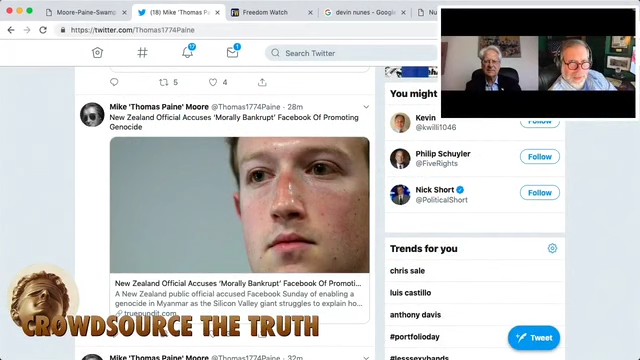 Moore-Paine-Swamp
(18) Mike 'Thomas P
Freedom Watch
devin nunes - Google
Nu
https://twitter.com/Thomas1774Paine
17
1
Search Twitter
5
4
Mike 'Thomas Paine' Moore @Thomas1774Paine · 28m
New Zealand Official Accuses 'Morally Bankrupt' Facebook Of Promoting
Genocide
New Zealand Official Accuses 'Morally Bankrupt' Facebook Of Promoti...
A New Zealand public official accused Facebook Sunday of enabling a
genocide in Myanmar as the Silicon Valley giant struggles to explain ho...
truepundit.com
Mike 'Thomas Paine' Moore @Thomas1774Paine · 32m
You might
Kevin
@kwilli1046
Follow
Philip Schuyler
@FiveRights
Follow
Nick Short
@PoliticalShort
Follow
Trends for you
chris sale
luis castillo
anthony davis
#portfolioday
#lesssexybands
Tweet
CROWDSOURCE THE TRUTH